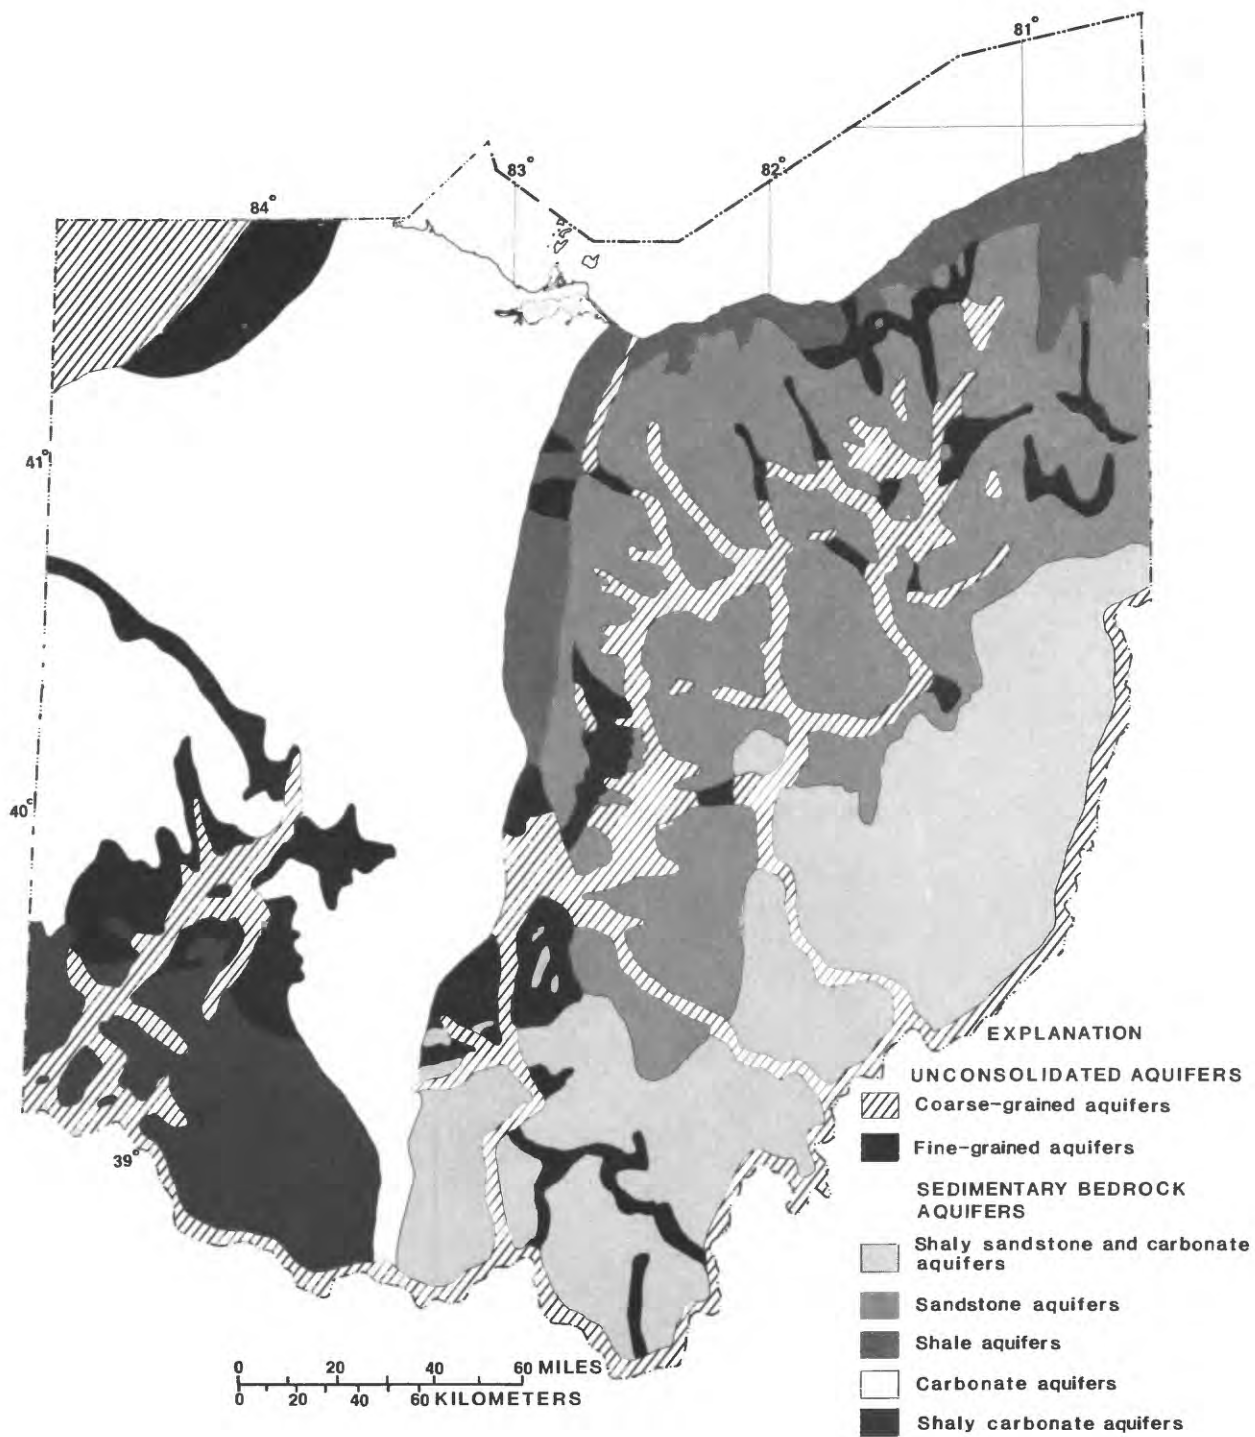 81°
83°
82°
84°
41°
40°
39°
EXPLANATION
UNCONSOLIDATED AQUIFERS
Coarse-grained aquifers
Fine-grained aquifers
SEDIMENTARY BEDROCK
AQUIFERS
Shaly sandstone and carbonate
aquifers
Sandstone aquifers
Shale aquifers
Carbonate aquifers
Shaly carbonate aquifers
0 20 40 60 MILES
0 20 40 60 KILOMETERS